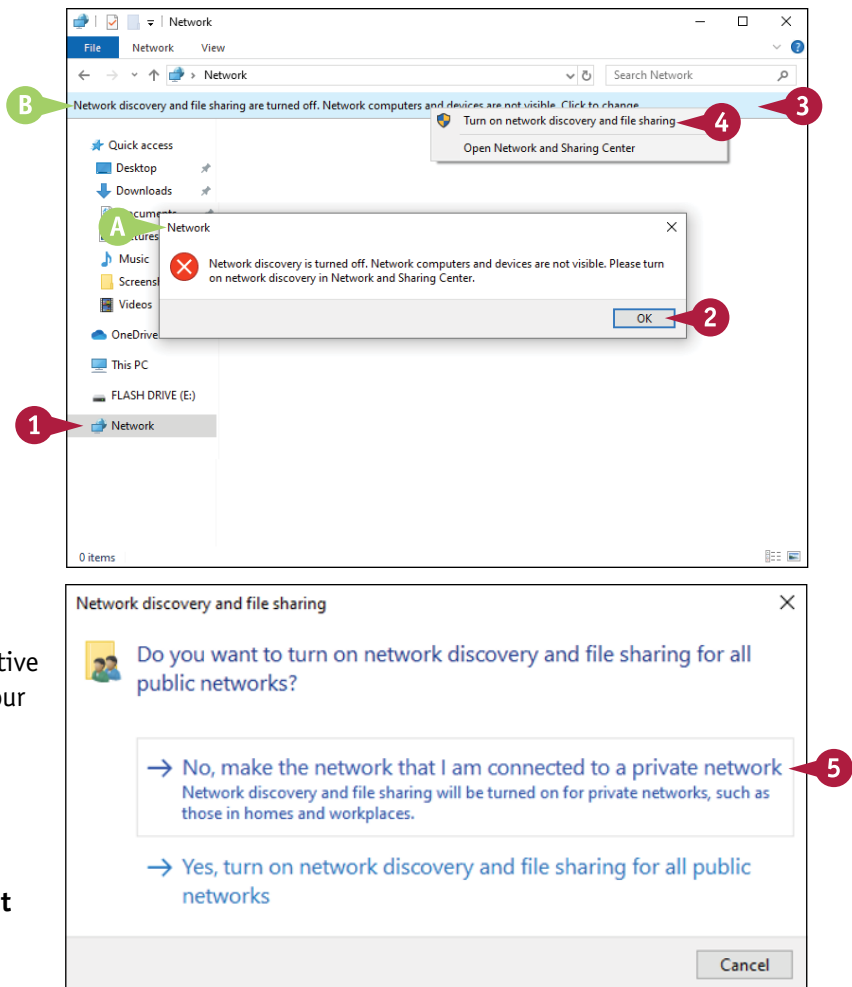 Network
File Network View
Network
Search Network
B
Network discovery and file sharing are turned off. Network computers and devices are not visible. Click to change...
3
Turn on network discovery and file sharing
4
Open Network and Sharing Center
Quick access
Desktop
Downloads
Documents
A
Network
Pictures
Network discovery is turned off. Network computers and devices are not visible. Please turn
on network discovery in Network and Sharing Center.
Music
Screensh
Videos
OK
2
OneDrive
This PC
FLASH DRIVE (E:)
1
Network
0 items
Network discovery and file sharing
Do you want to turn on network discovery and file sharing for all
public networks?
tive
our
No, make the network that I am connected to a private network
5
Network discovery and file sharing will be turned on for private networks, such as
those in homes and workplaces.
Yes, turn on network discovery and file sharing for all public
networks
t
Cancel